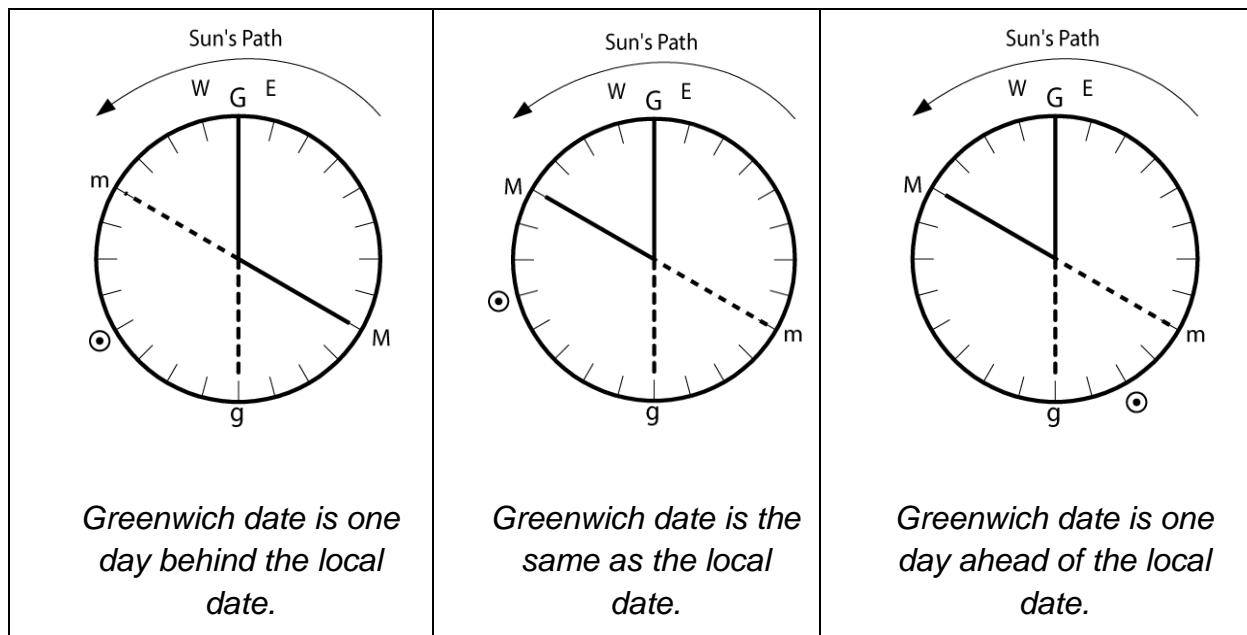 Sun's Path
W E
G
m
M
g
Greenwich date is one
day behind the local
date.
Sun's Path
W E
G
M
m
g
Greenwich date is the
same as the local
date.
Sun's Path
W E
G
M
m
g
Greenwich date is one
day ahead of the local
date.